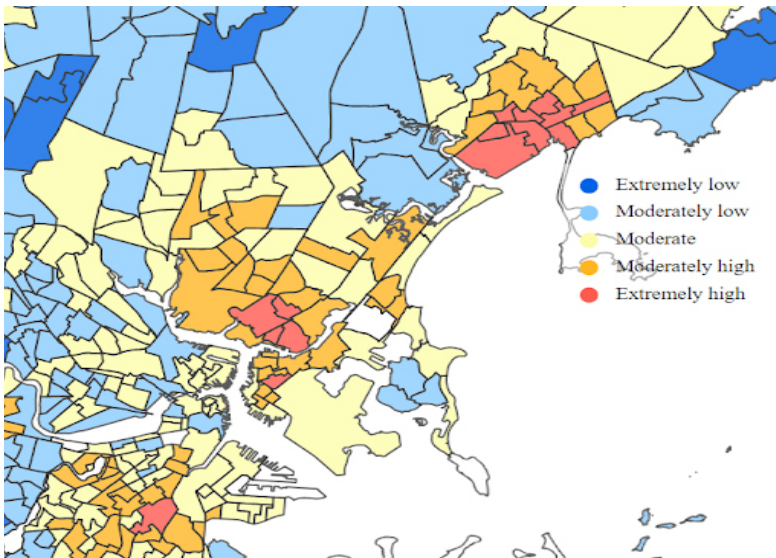 Extremely low
Moderately low
Moderate
Moderately high
Extremely high